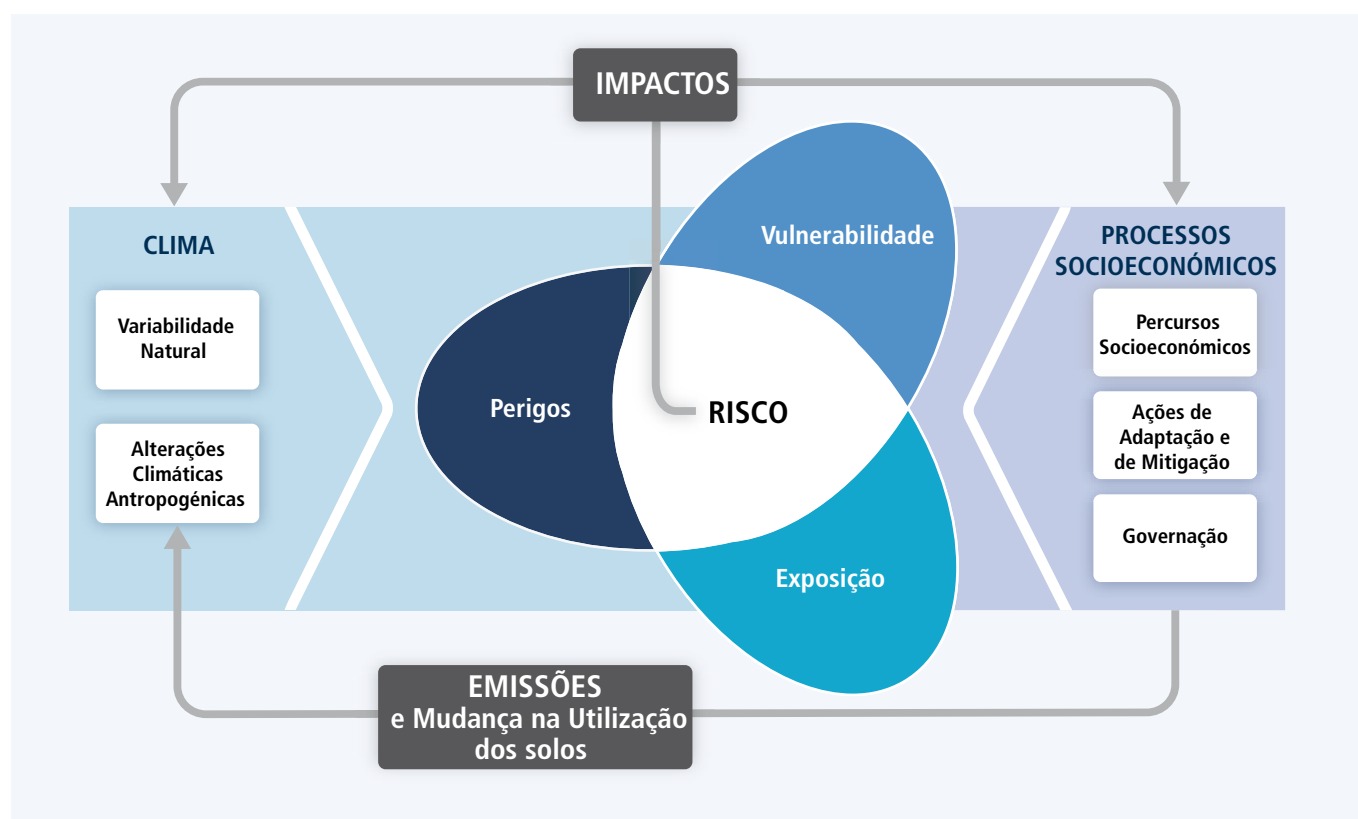 IMPACTOS
CLIMA
Variabilidade
Natural
Alterações
Climáticas
Antropogénicas
Vulnerabilidade
Perigos
RISCO
Exposição
PROCESSOS
SOCIOECONÓMICOS
Percursos
Socioeconómicos
Ações de
Adaptação e
de Mitigação
Governação
EMISSÕES
e Mudança na Utilização
dos solos